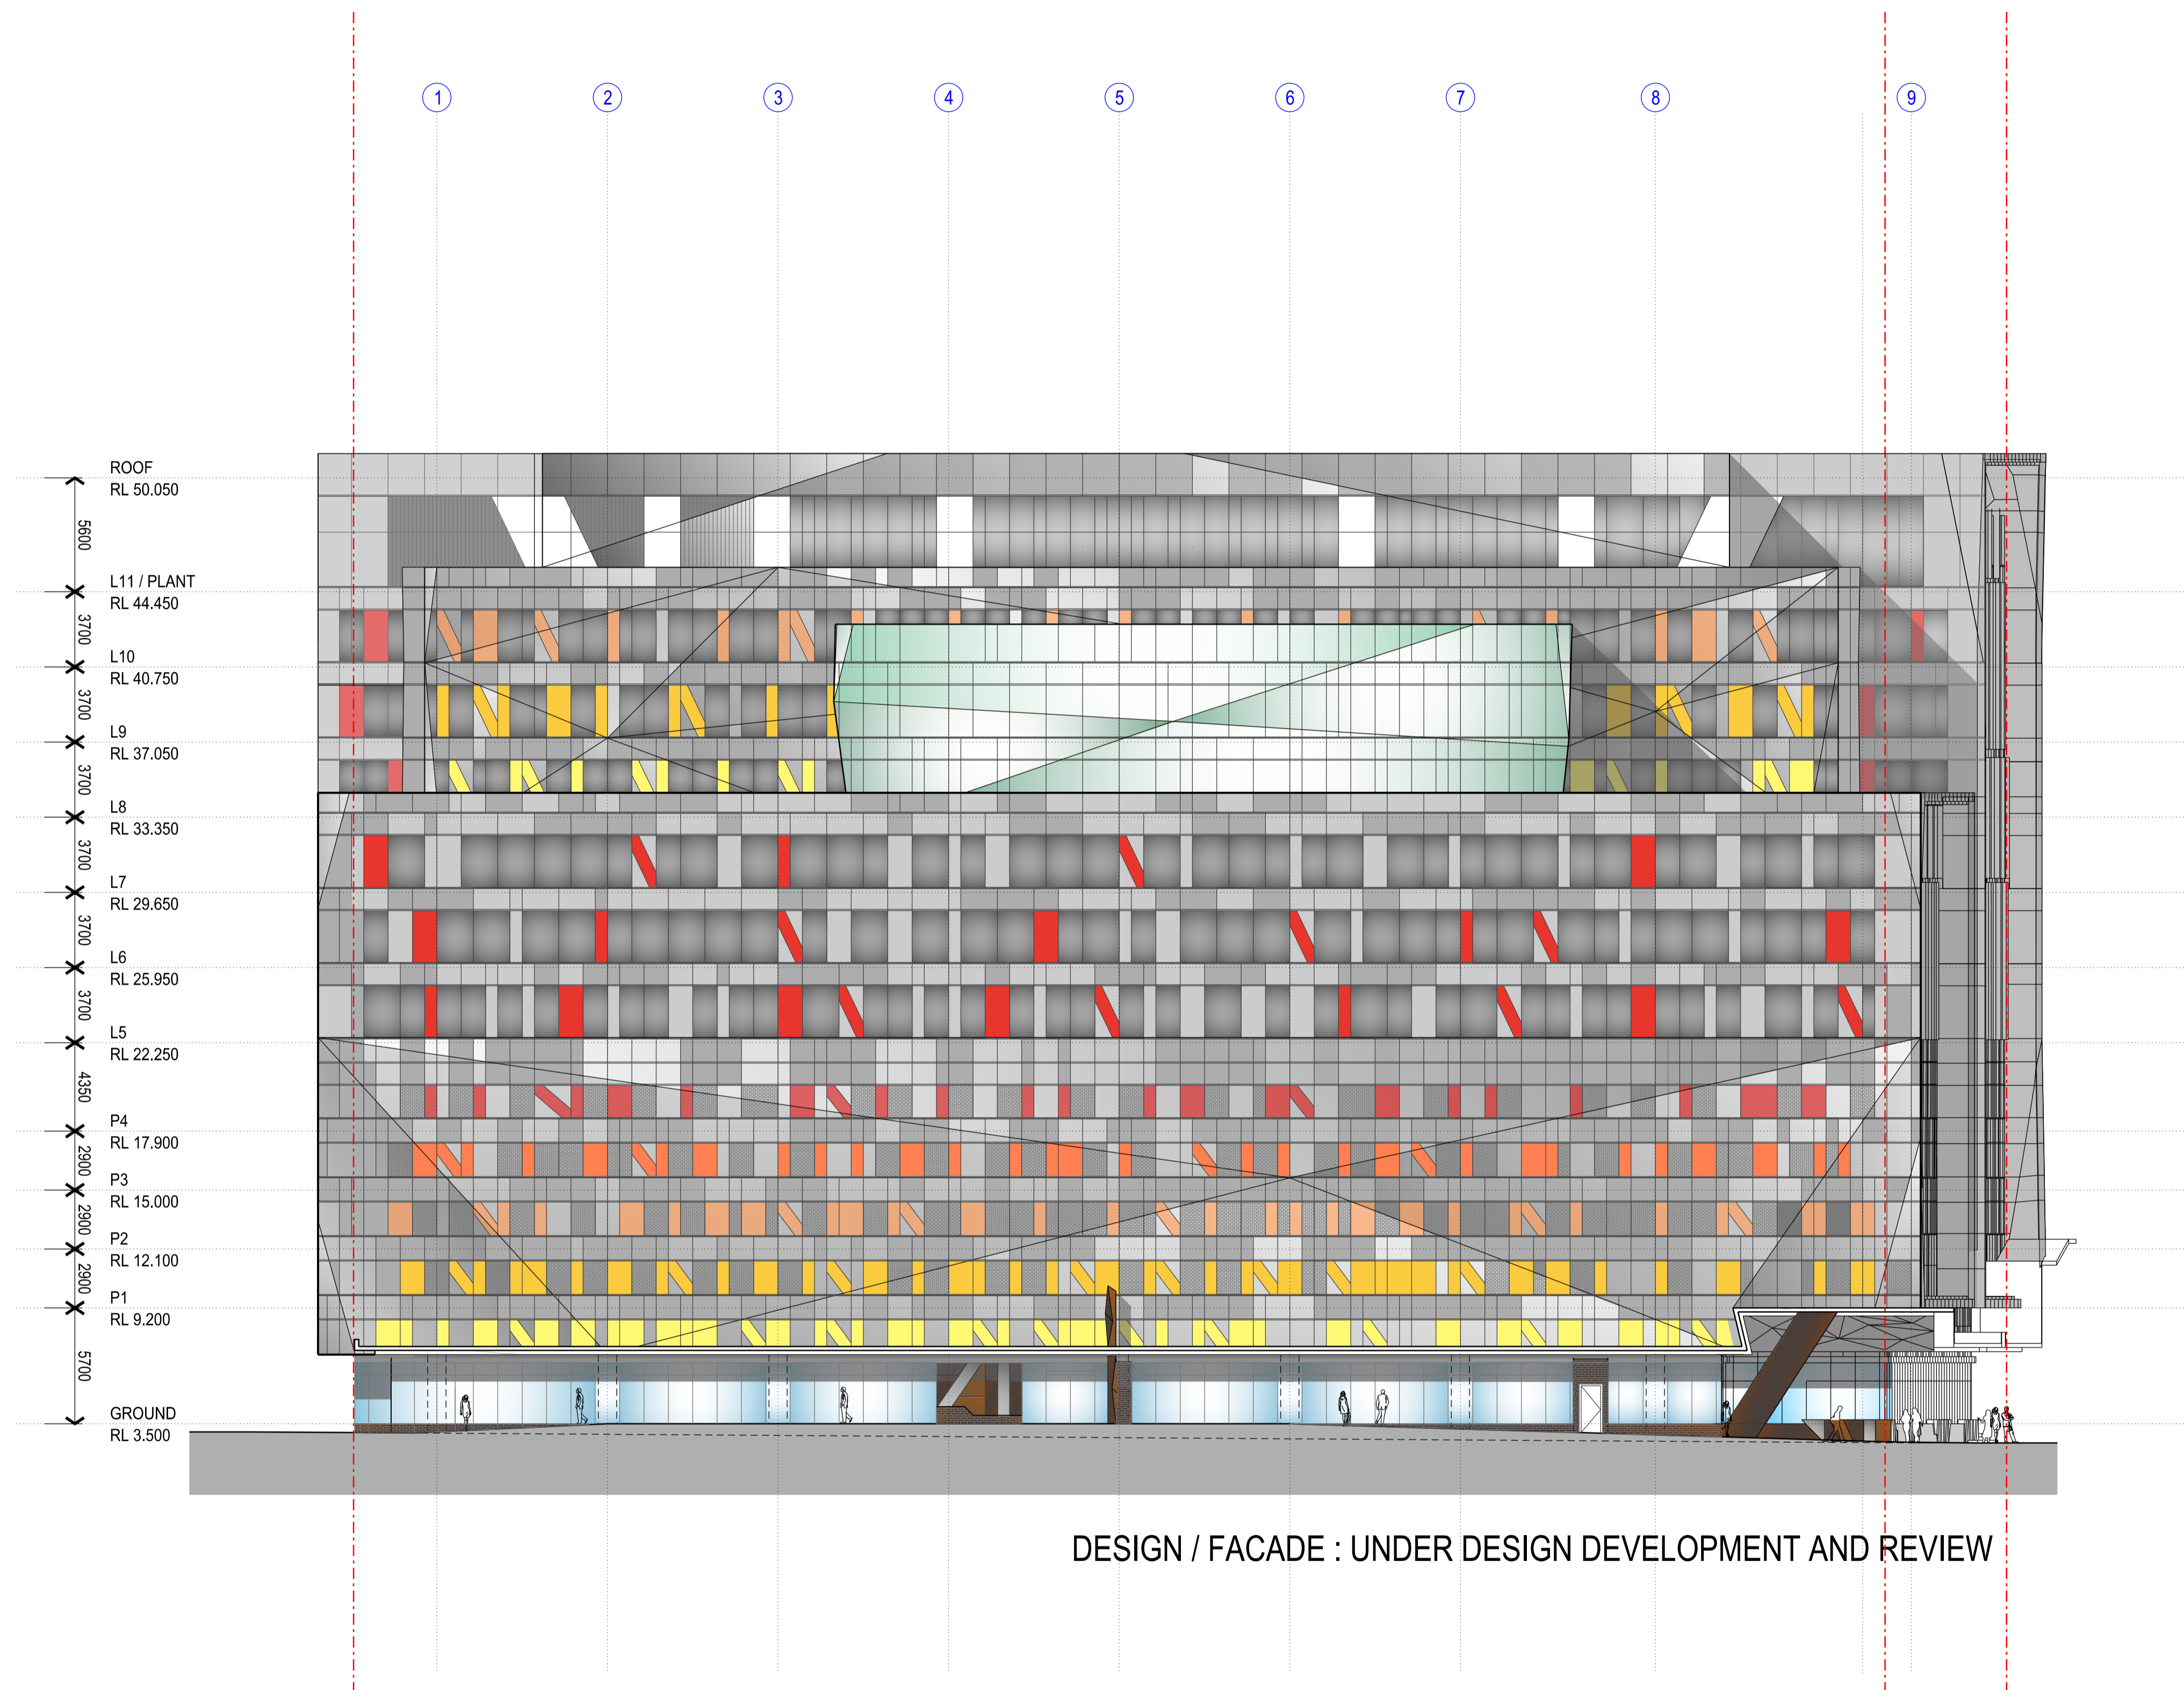 1 2 3 4 5 6 7 8 9
ROOF
RL 50.050
5600
L11 / PLANT
RL 44.450
3700
L10
RL 40.750
3700
L9
RL 37.050
3700
L8
RL 33.350
3700
L7
RL 29.650
3700
L6
RL 25.950
3700
L5
RL 22.250
4350
P4
RL 17.900
2900
P3
RL 15.000
2900
P2
RL 12.100
2900
P1
RL 9.200
5700
GROUND
RL 3.500
DESIGN / FACADE : UNDER DESIGN DEVELOPMENT AND REVIEW